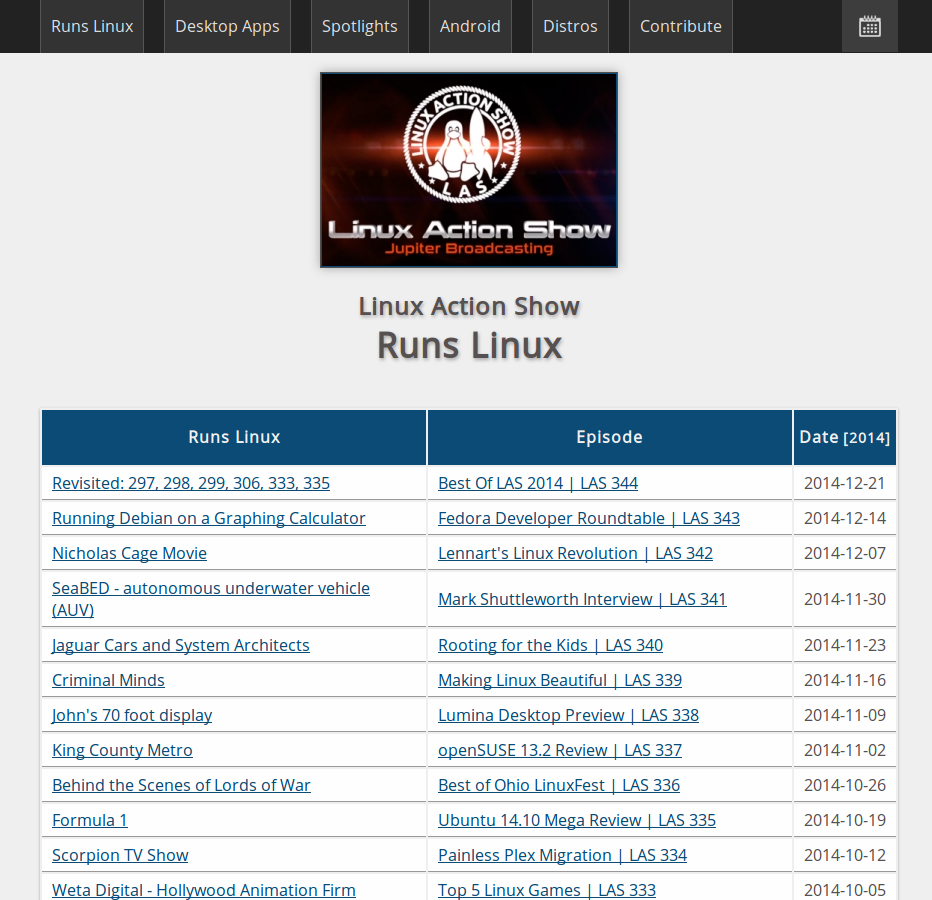 Runs Linux Desktop Apps Spotlights Android Distros Contribute
LINUX ACTION SHOW
LAS
Linux Action Show
Jupiter Broadcasting
Linux Action Show
Runs Linux
Runs Linux Episode Date [2014]
Revisited: 297, 298, 299, 306, 333, 335 Best Of LAS 2014 | LAS 344 2014-12-21
Running Debian on a Graphing Calculator Fedora Developer Roundtable | LAS 343 2014-12-14
Nicholas Cage Movie Lennart's Linux Revolution | LAS 342 2014-12-07
SeaBED - autonomous underwater vehicle
(AUV) Mark Shuttleworth Interview | LAS 341 2014-11-30
Jaguar Cars and System Architects Rooting for the Kids | LAS 340 2014-11-23
Criminal Minds Making Linux Beautiful | LAS 339 2014-11-16
John's 70 foot display Lumina Desktop Preview | LAS 338 2014-11-09
King County Metro openSUSE 13.2 Review | LAS 337 2014-11-02
Behind the Scenes of Lords of War Best of Ohio LinuxFest | LAS 336 2014-10-26
Formula 1 Ubuntu 14.10 Mega Review | LAS 335 2014-10-19
Scorpion TV Show Painless Plex Migration | LAS 334 2014-10-12
Weta Digital - Hollywood Animation Firm Top 5 Linux Games | LAS 333 2014-10-05